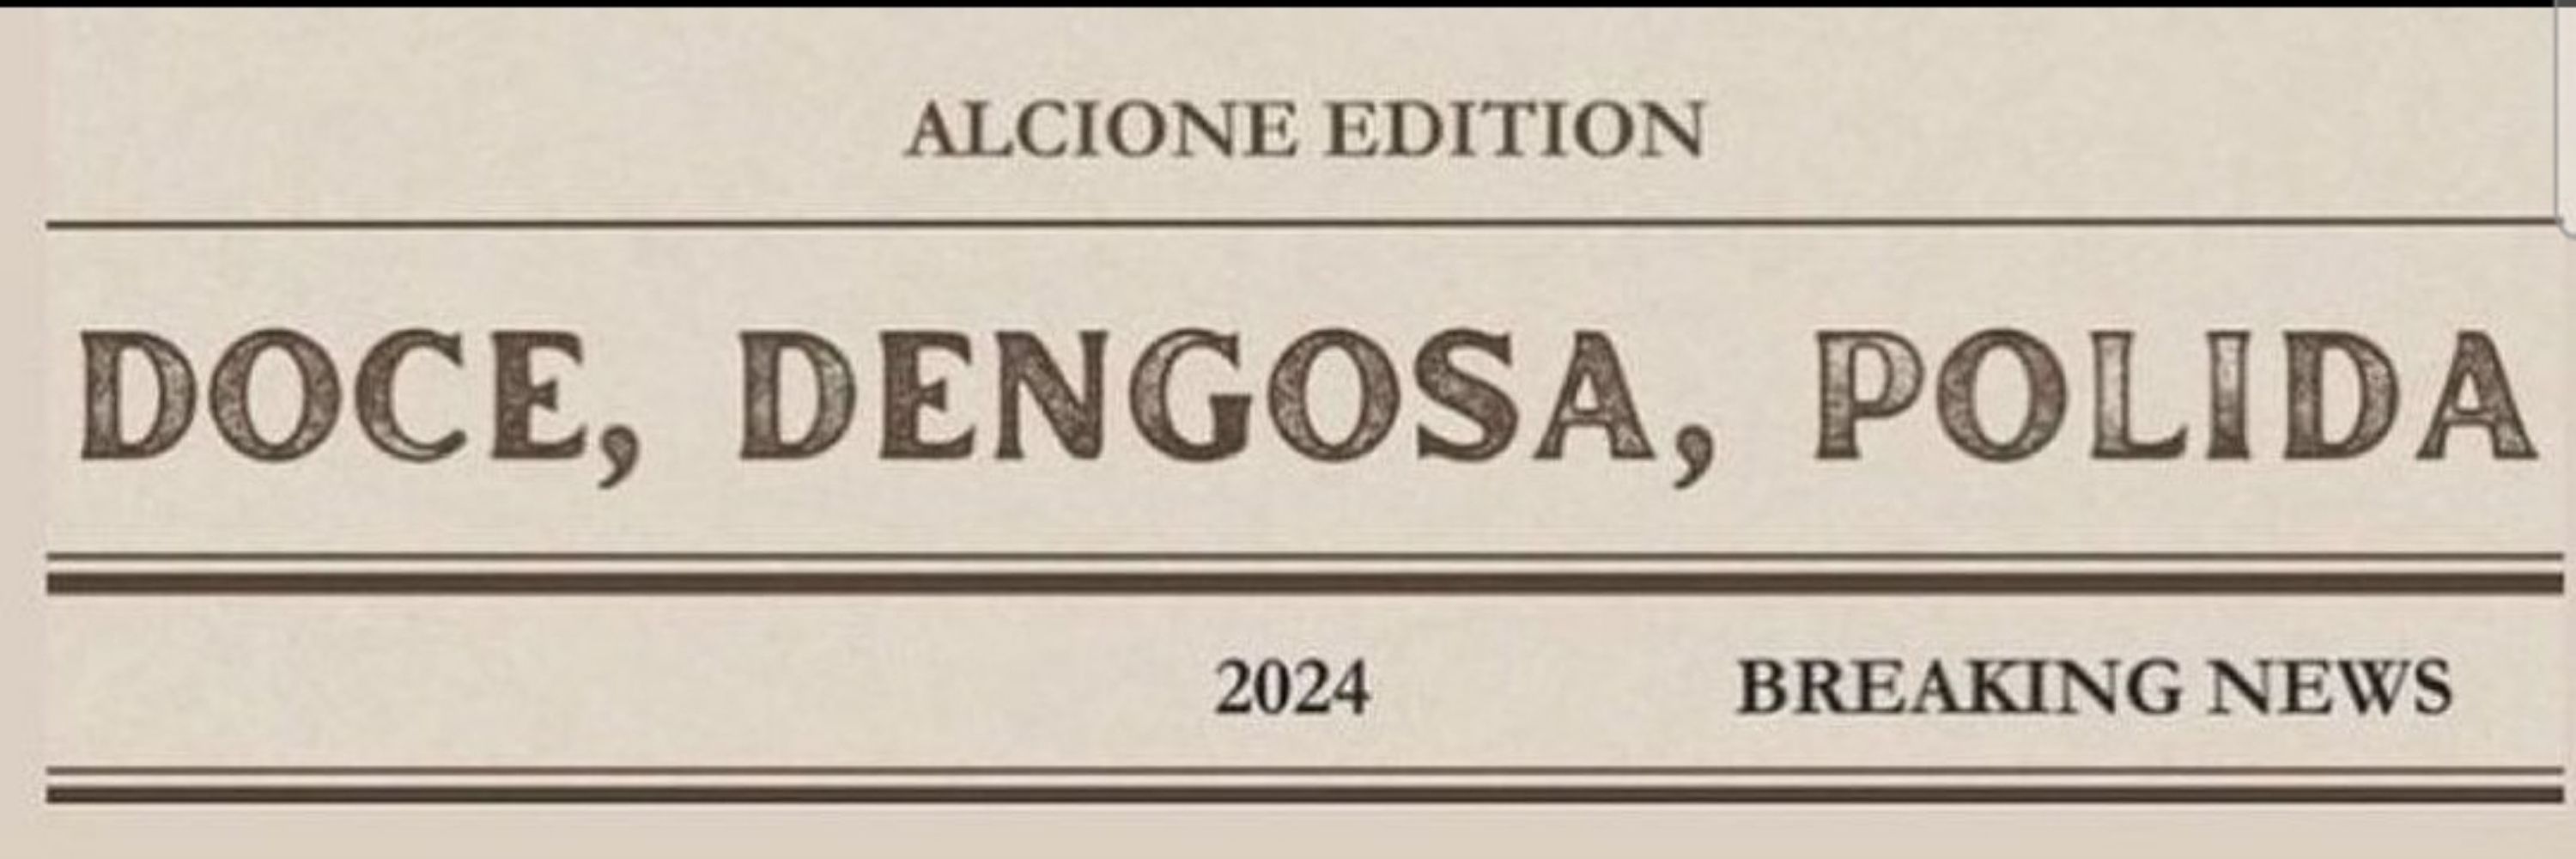 ALCIONE EDITION
DOCE, DENGOSA, POLIDA
2024 BREAKING NEWS